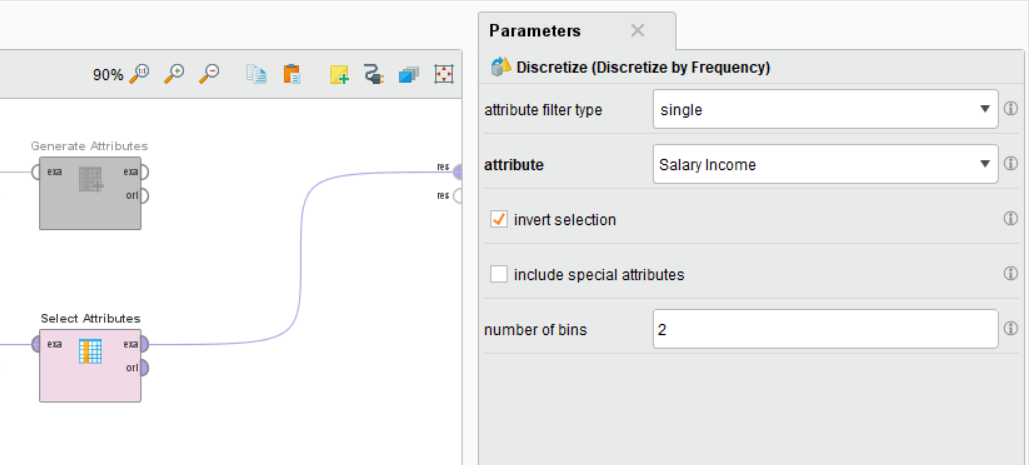 Parameters
90%
Discretize (Discretize by Frequency)
attribute filter type
single
Generate Attributes
exa
exa
ori
res
res
attribute
Salary Income
invert selection
include special attributes
Select Attributes
exa
exa
ori
number of bins
2